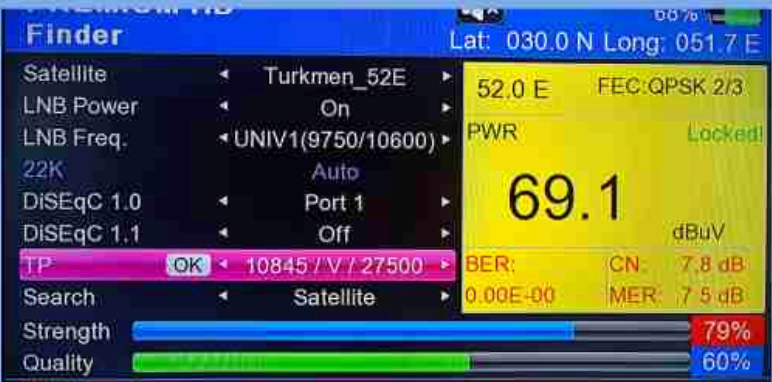 Finder
68%
Lat: 030.0 N Long: 051.7 E
Satellite Turkmen_52E
LNB Power On
LNB Freq. UNIV1(9750/10600)
22K Auto
DiSEqC 1.0 Port 1
DiSEqC 1.1 Off
TP OK 10845 / V / 27500
Search Satellite
52.0 E FEC:QPSK 2/3
PWR Locked!
69.1
dBuV
BER: CN: 7.8 dB
0.00E-00 MER: 7.5 dB
Strength 79%
Quality 60%